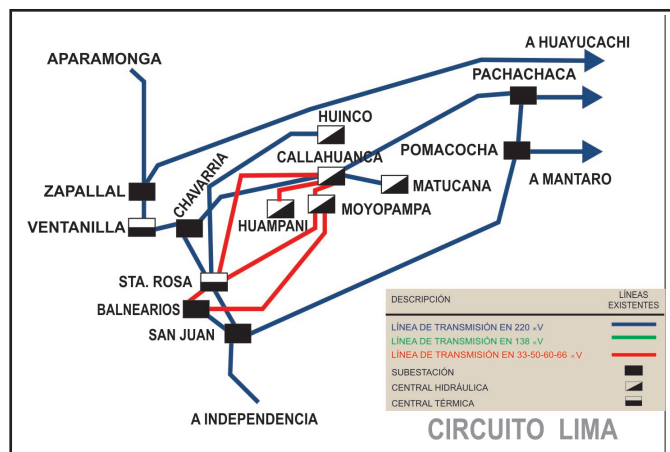 A HUAYUCACHI
APARAMONGA
PACHACHACA
HUINCO
CALLAHUANCA
POMACOCHA
CHAVARRIA
ZAPALLAL
MATUCANA
A MANTARO
VENTANILLA
HUAMPANI
MOYOPAMPA
STA. ROSA
BALNEARIOS
SAN JUAN
A INDEPENDENCIA
DESCRIPCIÓN
LÍNEAS
EXISTENTES
LÍNEA DE TRANSMISIÓN EN 220 KV
LÍNEA DE TRANSMISIÓN EN 138 KV
LÍNEA DE TRANSMISIÓN EN 33-50-60-66 KV
SUBESTACIÓN
CENTRAL HIDRÁULICA
CENTRAL TÉRMICA
CIRCUITO LIMA